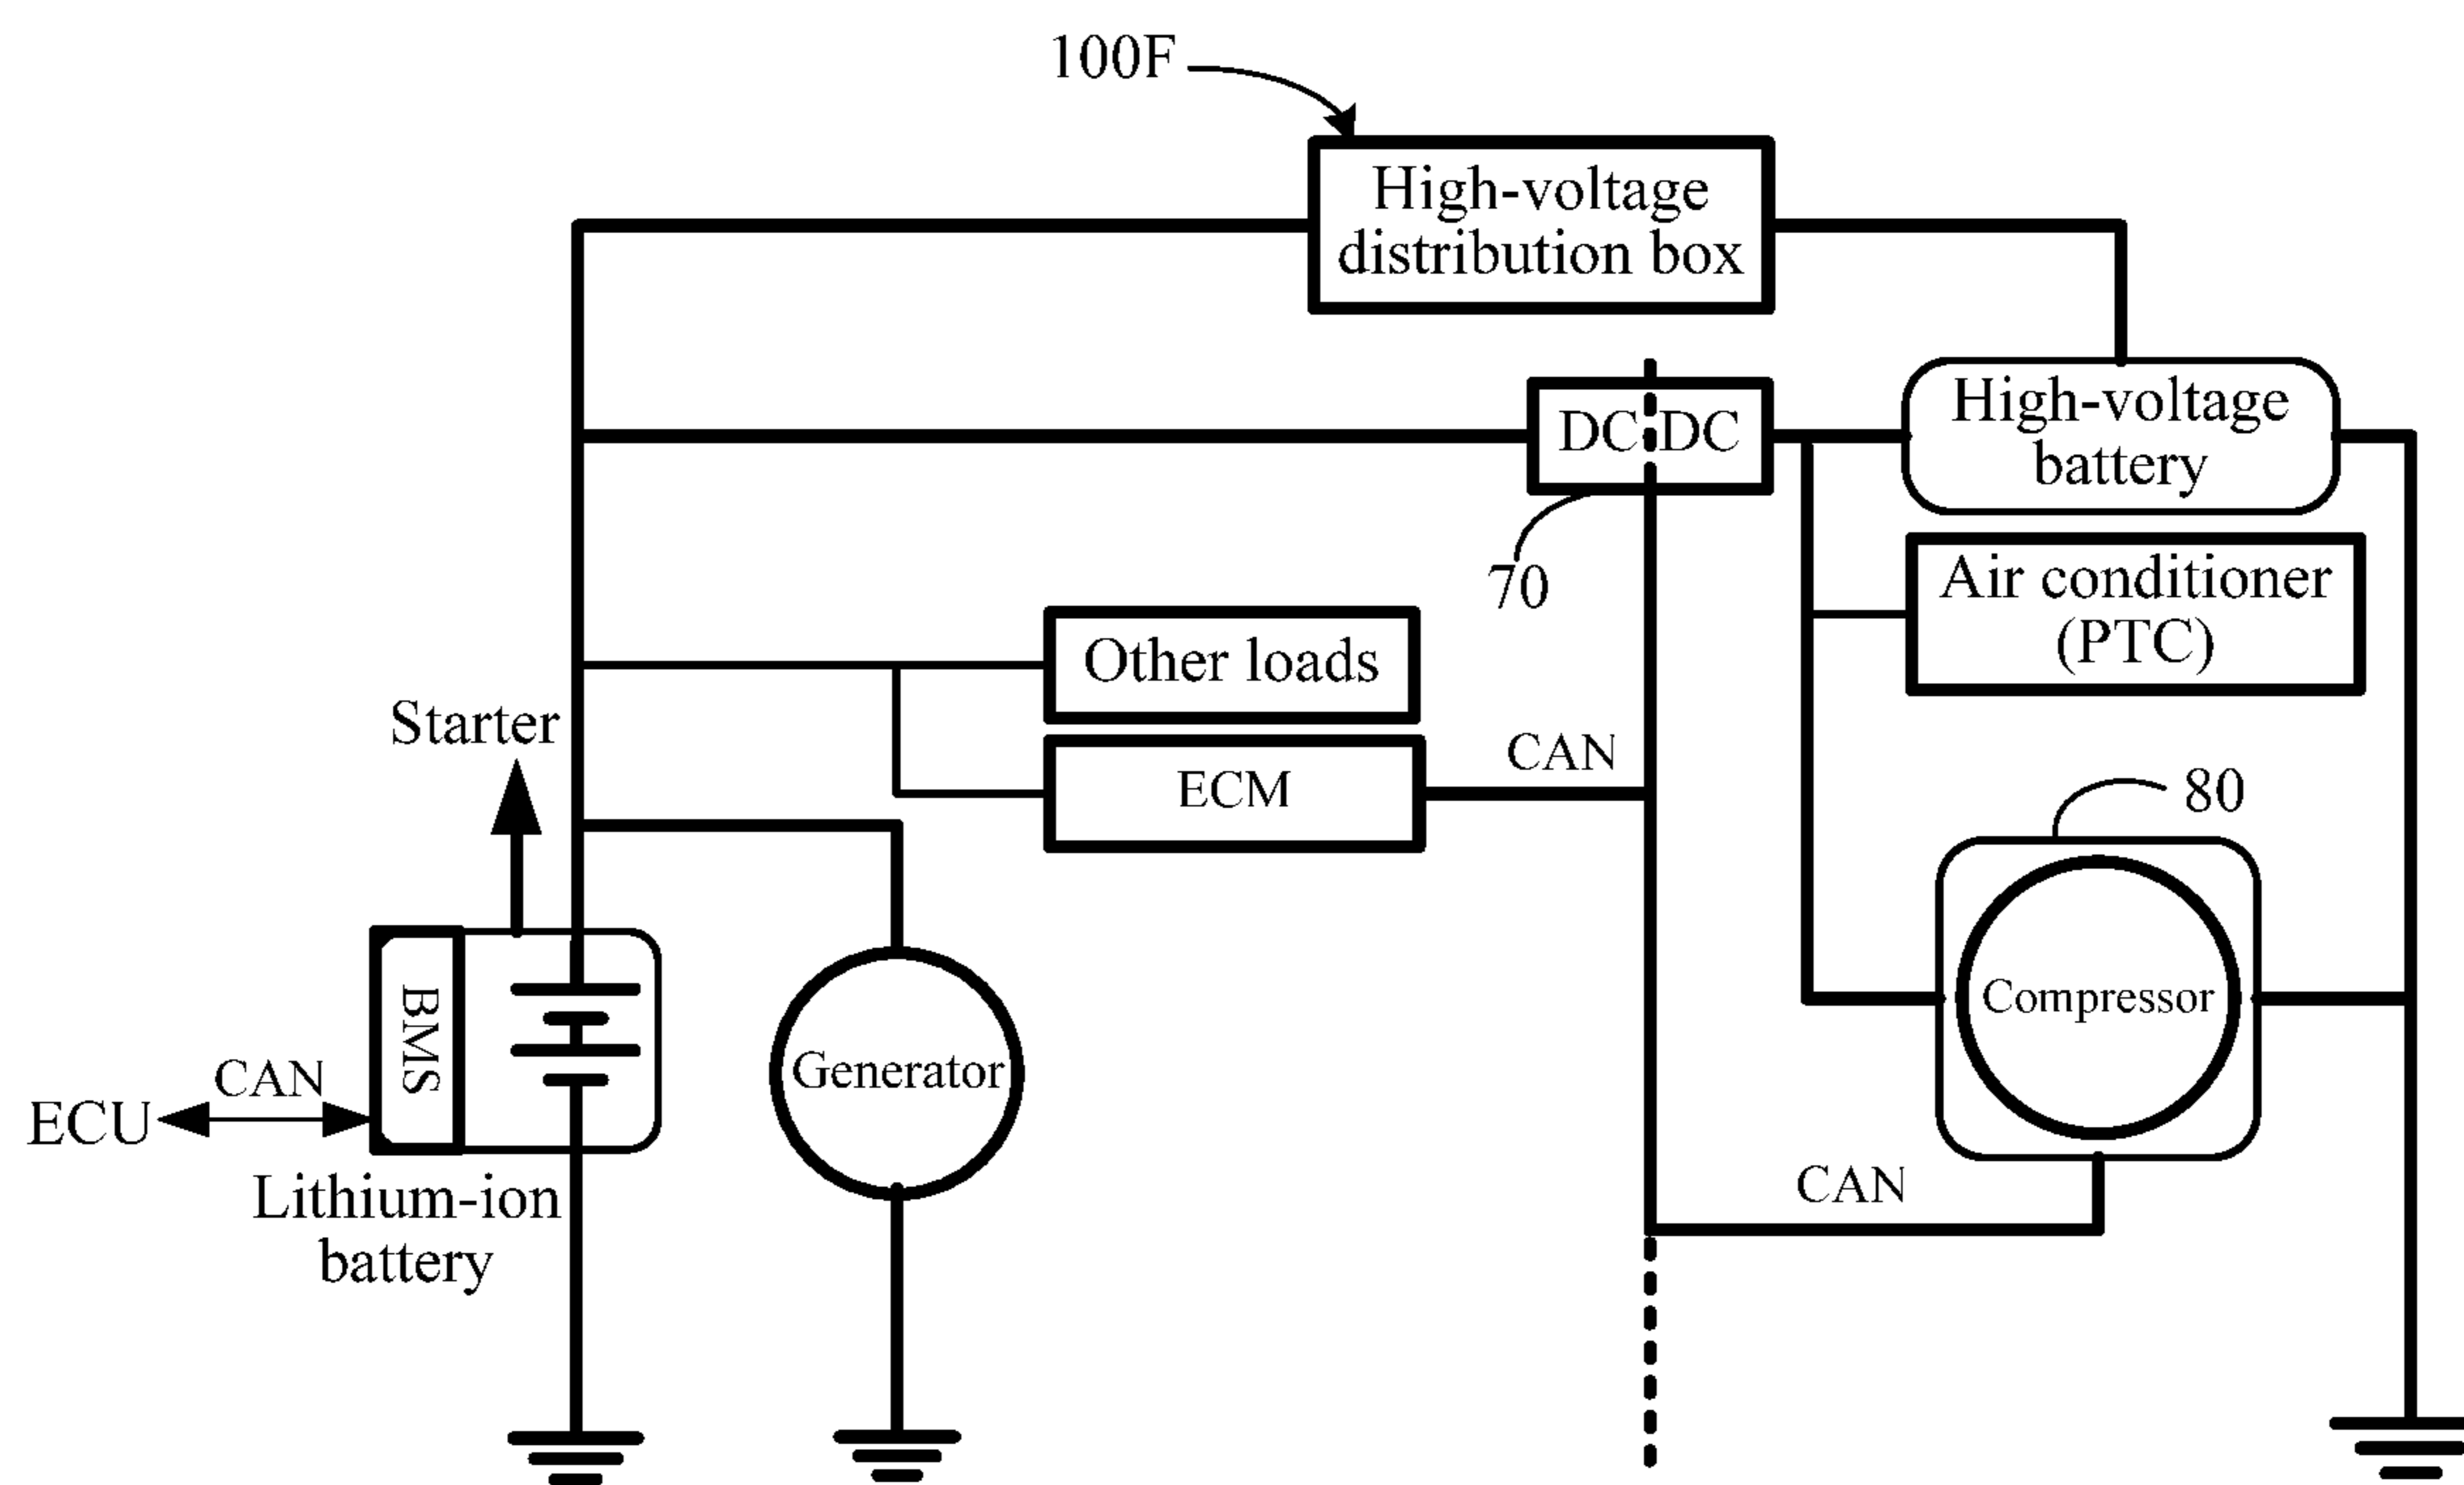 100F
High-voltage
distribution box
DC DC
High-voltage
battery
70
Air conditioner
(PTC)
Other loads
Starter
CAN
ECM
80
BMS
Compressor
Generator
CAN
ECU
CAN
Lithium-ion
battery